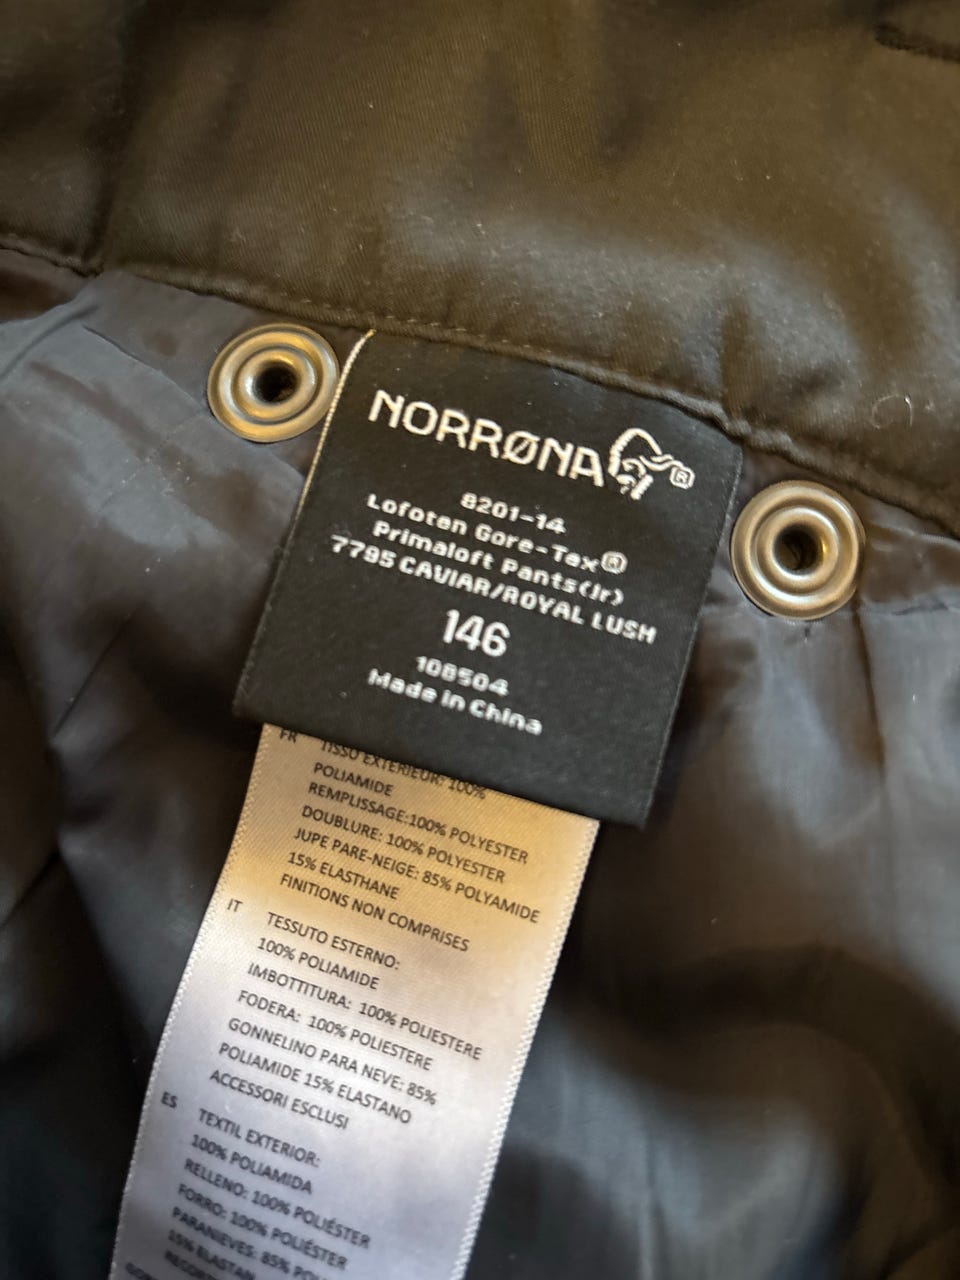 NORRØNA®
8201-14
Lofoten Gore-Tex®
Primaloft Pants(Jr)
7795 CAVIAR/ROYAL LUSH
146
108504
Made in China
FR TISSO EXTERIEUR: 100%
POLIAMIDE
REMPLISSAGE:100% POLYESTER
DOUBLURE: 100% POLYESTER
JUPE PARE-NEIGE: 85% POLYAMIDE
15% ELASTHANE
FINITIONS NON COMPRISES
IT TESSUTO ESTERNO:
100% POLIAMIDE
IMBOTTITURA: 100% POLIESTERE
FODERA: 100% POLIESTERE
GONNELINO PARA NEVE: 85%
POLIAMIDE 15% ELASTANO
ACCESSORI ESCLUSI
ES TEXTIL EXTERIOR:
100% POLIAMIDA
RELLENO: 100% POLIÉSTER
FORRO: 100% POLIÉSTER
PARANIEVES: 85%
15% ELASTAN